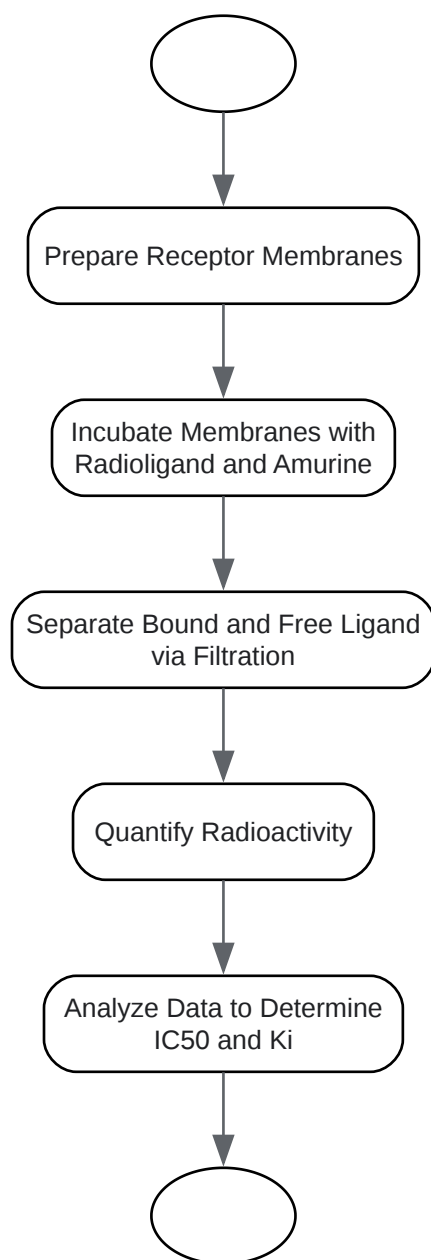 Prepare Receptor Membranes
Incubate Membranes with
Radioligand and Amurine
Separate Bound and Free Ligand
via Filtration
Quantify Radioactivity
Analyze Data to Determine
IC50 and Ki